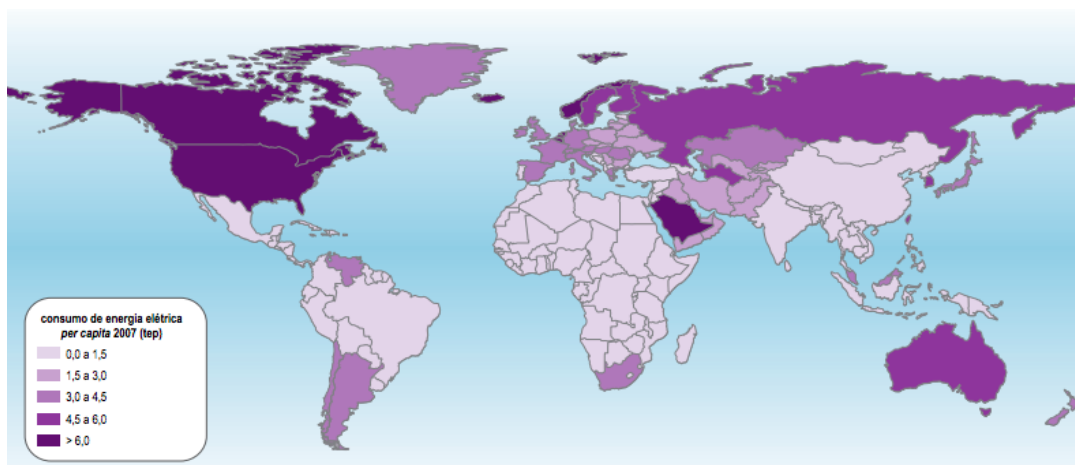 consumo de energia elétrica
per capita 2007 (tep)
0,0 a 1,5
1,5 a 3,0
3,0 a 4,5
4,5 a 6,0
> 6,0